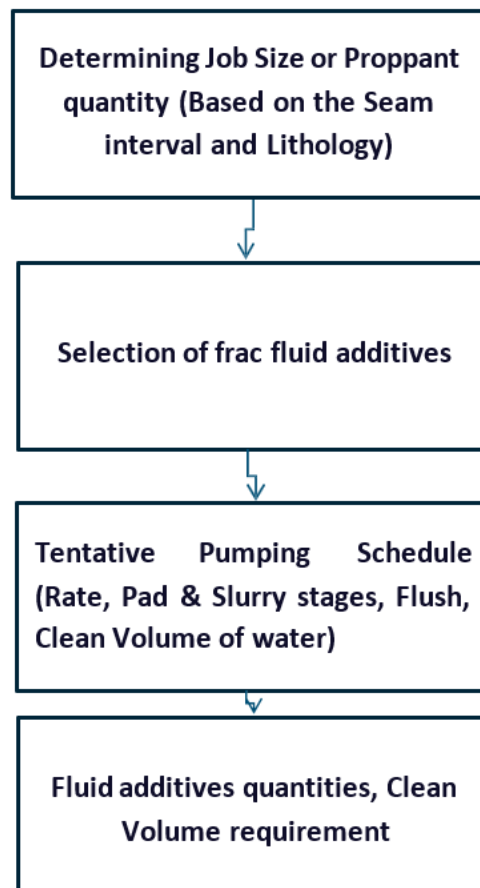 Determining Job Size or Proppant
quantity (Based on the Seam
interval and Lithology)
Selection of frac fluid additives
Tentative Pumping Schedule
(Rate, Pad & Slurry stages, Flush,
Clean Volume of water)
Fluid additives quantities, Clean
Volume requirement